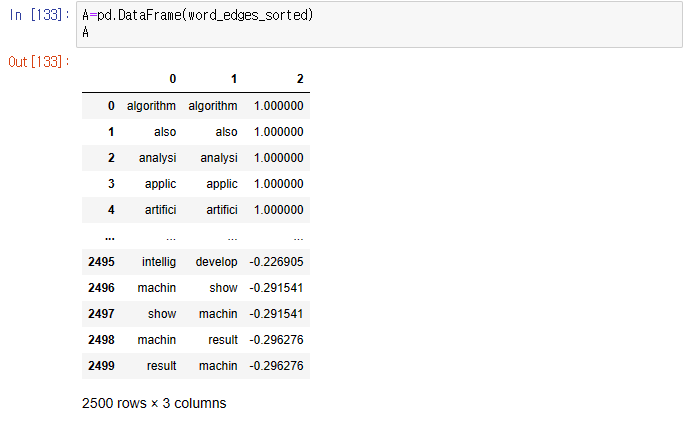 In [133]: A=pd.DataFrame(word_edges_sorted)
A
Out[133]:
0 1 2
0 algorithm algorithm 1.000000
1 also also 1.000000
2 analysi analysi 1.000000
3 applic applic 1.000000
4 artifici artifici 1.000000
... ... ... ...
2495 intellig develop -0.226905
2496 machin show -0.291541
2497 show machin -0.291541
2498 machin result -0.296276
2499 result machin -0.296276
2500 rows × 3 columns